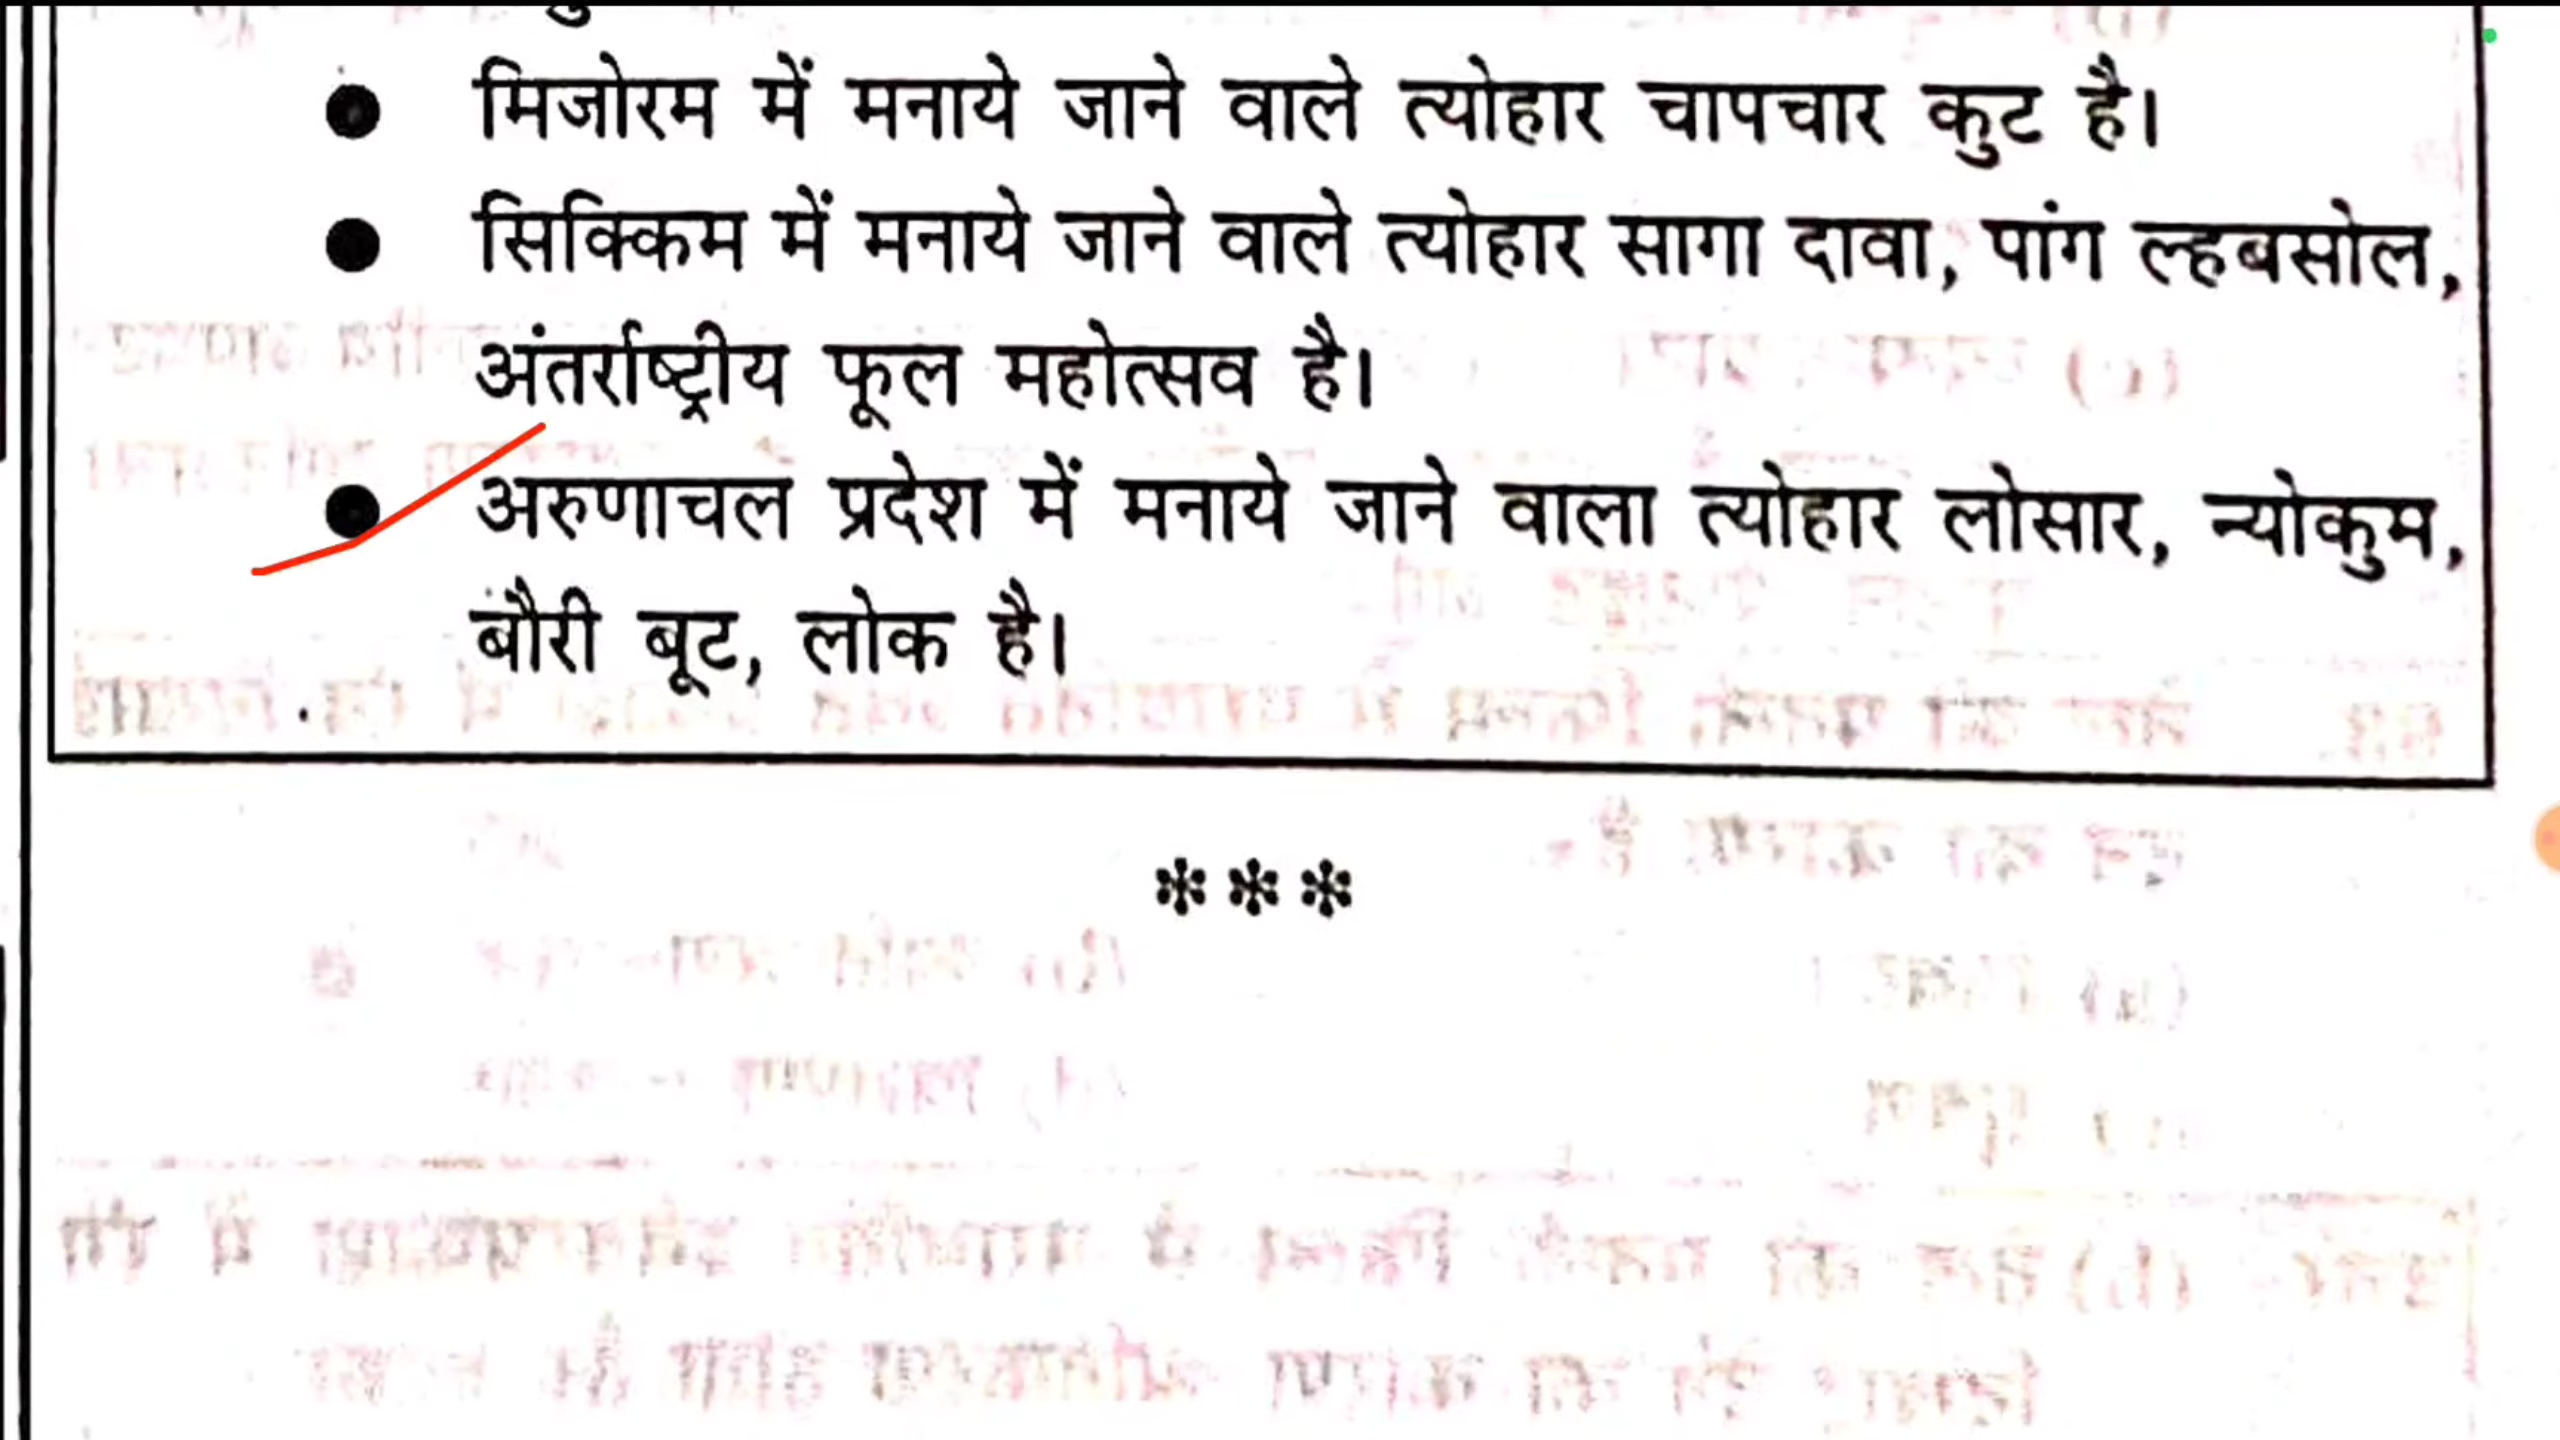 मिजोरम में मनाये जाने वाले त्योहार चापचार कुट है।
सिक्किम में मनाये जाने वाले त्योहार सागा दावा, पांग ल्हबसोल,
अंतर्राष्ट्रीय फूल महोत्सव है।
अरुणाचल प्रदेश में मनाये जाने वाला त्योहार लोसार, न्योकुम,
बौरी बूट, लोक है।
***